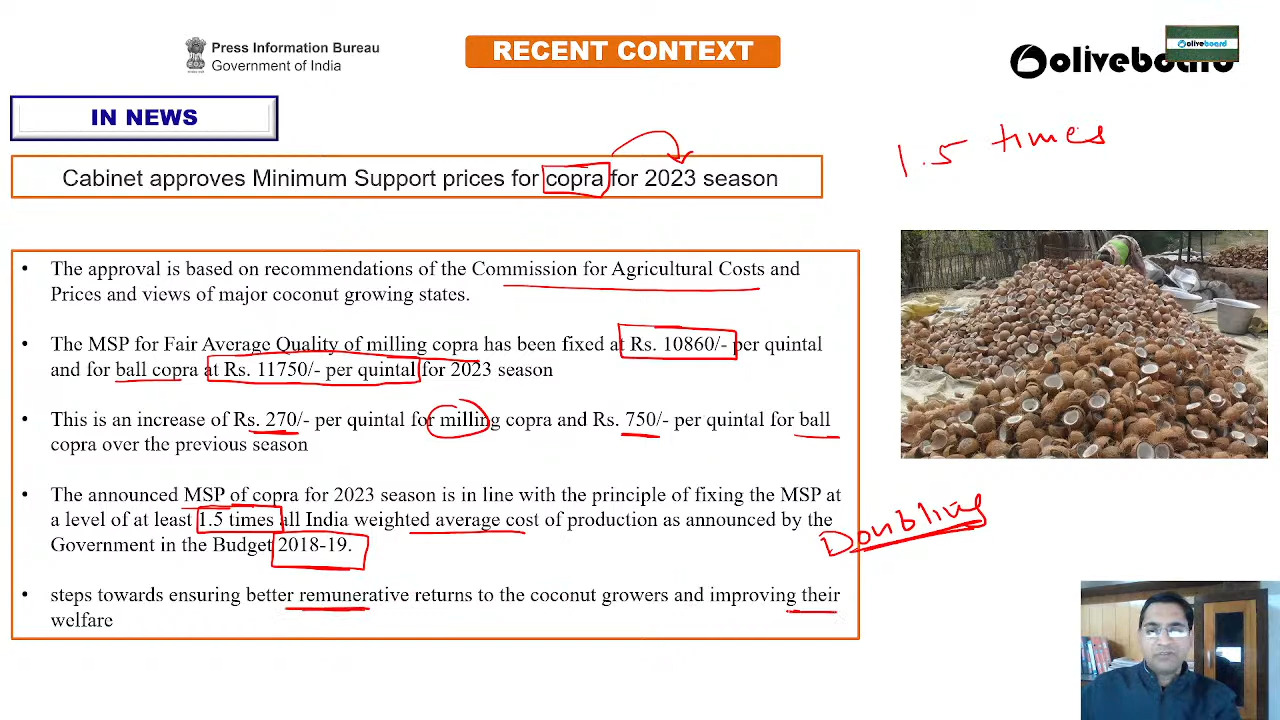 Press Information Bureau
Government of India
RECENT CONTEXT
oliveboard
oliveboard
IN NEWS
1.5 times
Cabinet approves Minimum Support prices for copra for 2023 season
• The approval is based on recommendations of the Commission for Agricultural Costs and
Prices and views of major coconut growing states.
• The MSP for Fair Average Quality of milling copra has been fixed at Rs. 10860/- per quintal
and for ball copra at Rs. 11750/- per quintal for 2023 season
• This is an increase of Rs. 270/- per quintal for milling copra and Rs. 750/- per quintal for ball
copra over the previous season
• The announced MSP of copra for 2023 season is in line with the principle of fixing the MSP at
a level of at least 1.5 times all India weighted average cost of production as announced by the
Government in the Budget 2018-19.
Doubling
• steps towards ensuring better remunerative returns to the coconut growers and improving their
welfare